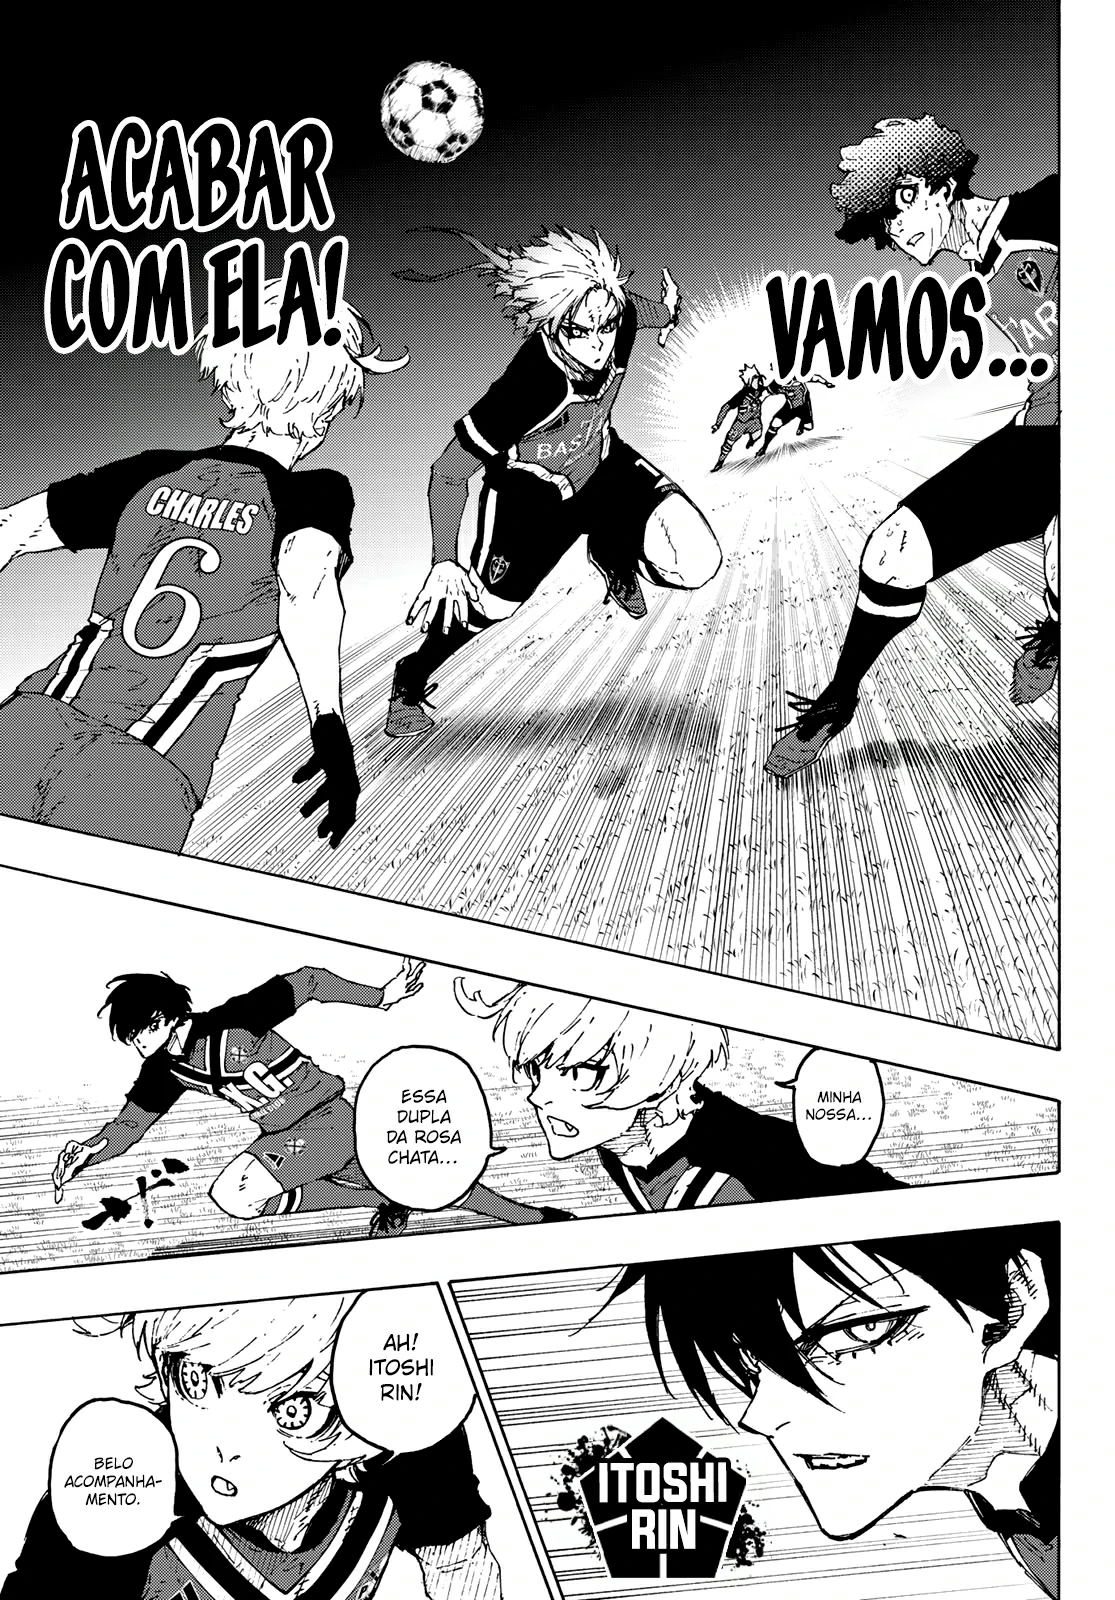 VAMOS...
ACABAR
COM ELA!
BAS
CHARLES
6
MINHA
NOSSA...
ESSA
DUPLA
DA ROSA
CHATA...
ド
AH!
ITOSHI
RIN!
BELO
ACOMPANHA-
MENTO.
ITOSHI
RIN